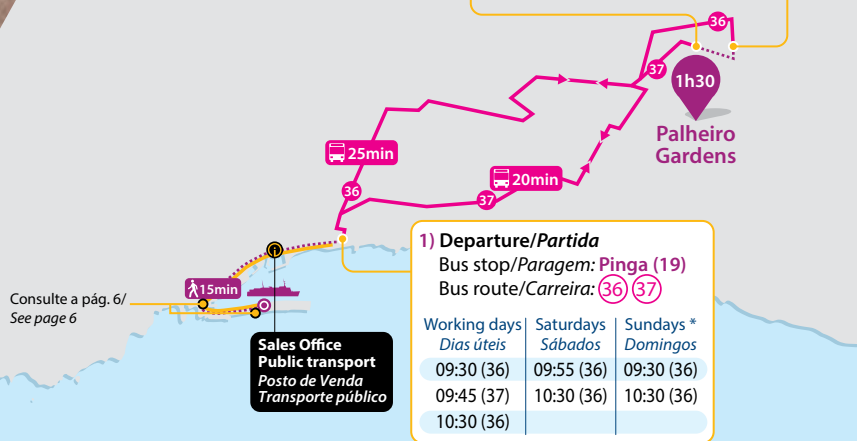 36
37
1h30
Palheiro
Gardens
25min
20min
36
37
15min
Consulte a pág. 6/
See page 6
i
Sales Office
Public transport
Posto de Venda
Transporte público
1) Departure/Partida
Bus stop/Paragem: Pinga (19)
Bus route/Carreira: 36 37
Working days Saturdays Sundays *
Dias úteis Sábados Domingos
09:30 (36) 09:55 (36) 09:30 (36)
09:45 (37) 10:30 (36) 10:30 (36)
10:30 (36)